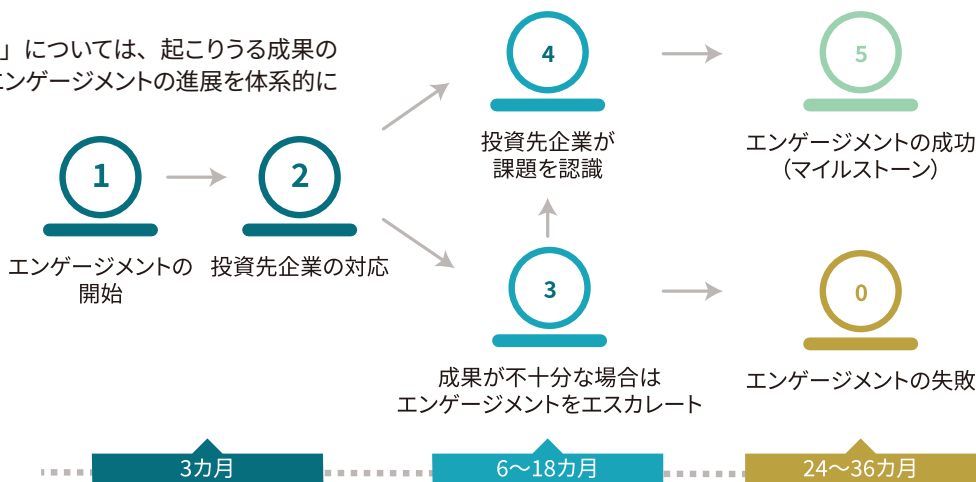 」については、起こりうる成果の
エンゲージメントの進展を体系的に
1
エンゲージメントの
開始
2
投資先企業の対応
4
投資先企業が
課題を認識
5
エンゲージメントの成功
（マイルストーン）
3
成果が不十分な場合は
エンゲージメントをエスカレート
0
エンゲージメントの失敗
3カ月
6～18カ月
24～36カ月